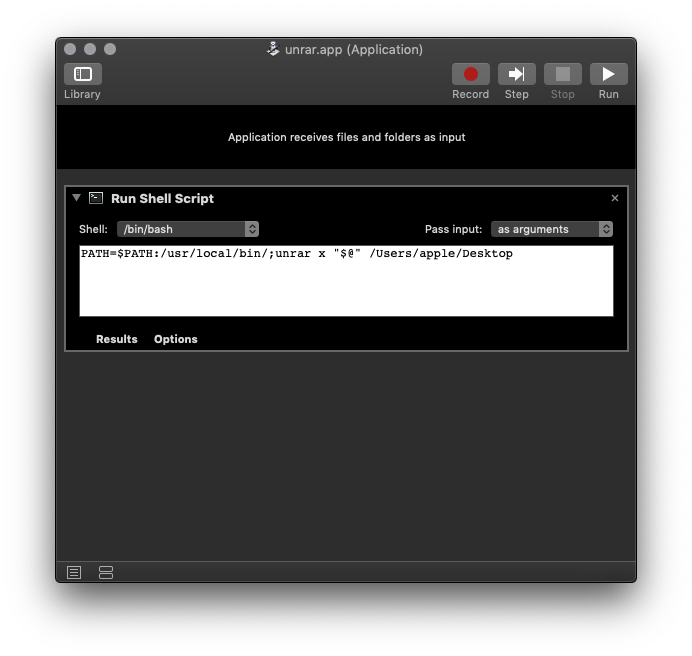 unrar.app (Application)
Library
Record
Step
Stop
Run
Application receives files and folders as input
Run Shell Script
Shell: /bin/bash
Pass input: as arguments
PATH=$PATH:/usr/local/bin/;unrar x "$@" /Users/apple/Desktop
Results Options